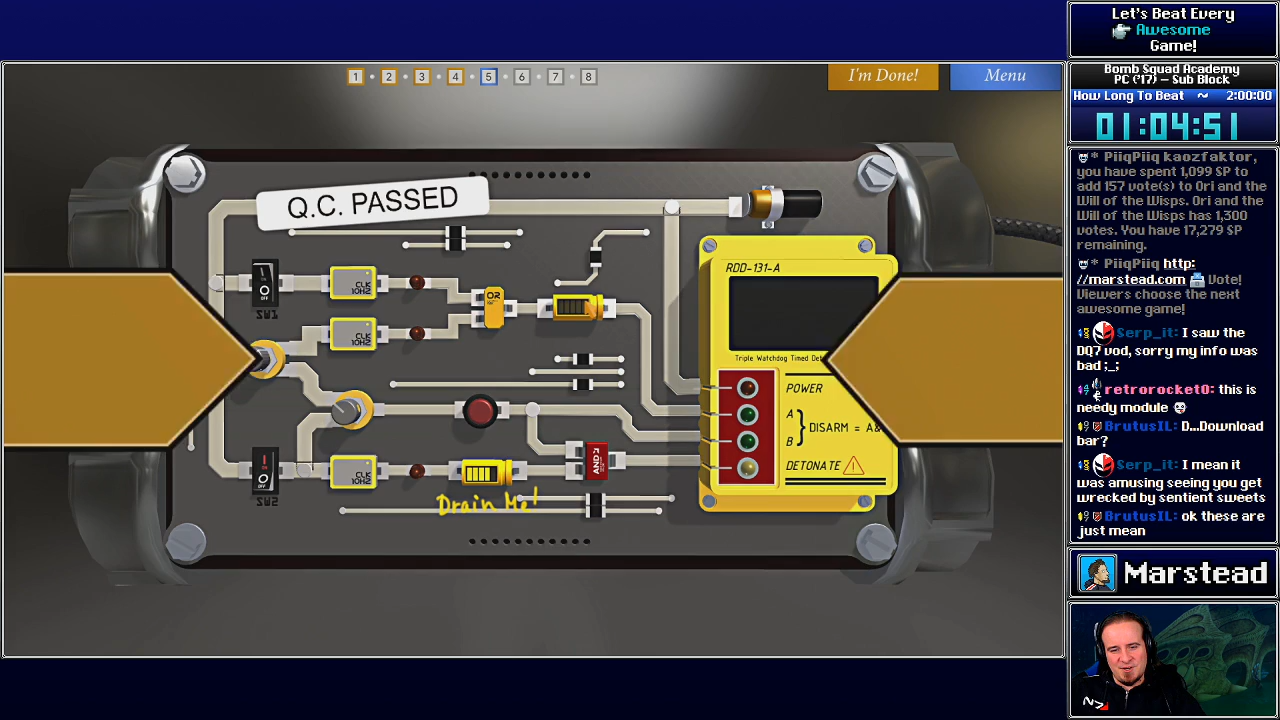 1 2 3 4 5 6 7 8
I'm Done!
Menu
Q.C. PASSED
RDD-131-A
OFF
SW1
CLK
10HZ
OR
CLK
10HZ
POWER
A
DISARM = A&
B
DETONATE
AND
OFF
SW2
CLK
10HZ
Drain Me!
Let's Beat Every
Awesome
Game!
Bomb Squad Academy
PC ('17) – Sub Block
How Long To Beat ~ 2:00:00
01:04:51
* PiiqPiiq kaozfaktor,
you have spent 1,099 SP to
add 157 vote(s) to Ori and the
Will of the Wisps. Ori and the
Will of the Wisps has 1,300
votes. You have 17,279 SP
remaining.
* PiiqPiiq http:
//marstead.com Vote!
Viewers choose the next
awesome game!
Serp_it: I saw the
DQ7 vod, sorry my info was
bad ;_;
retrorocket0: this is
needy module
BrutusIL: D...Download
bar?
Serp_it: I mean it
was amusing seeing you get
wrecked by sentient sweets
BrutusIL: ok these are
just mean
Marstead